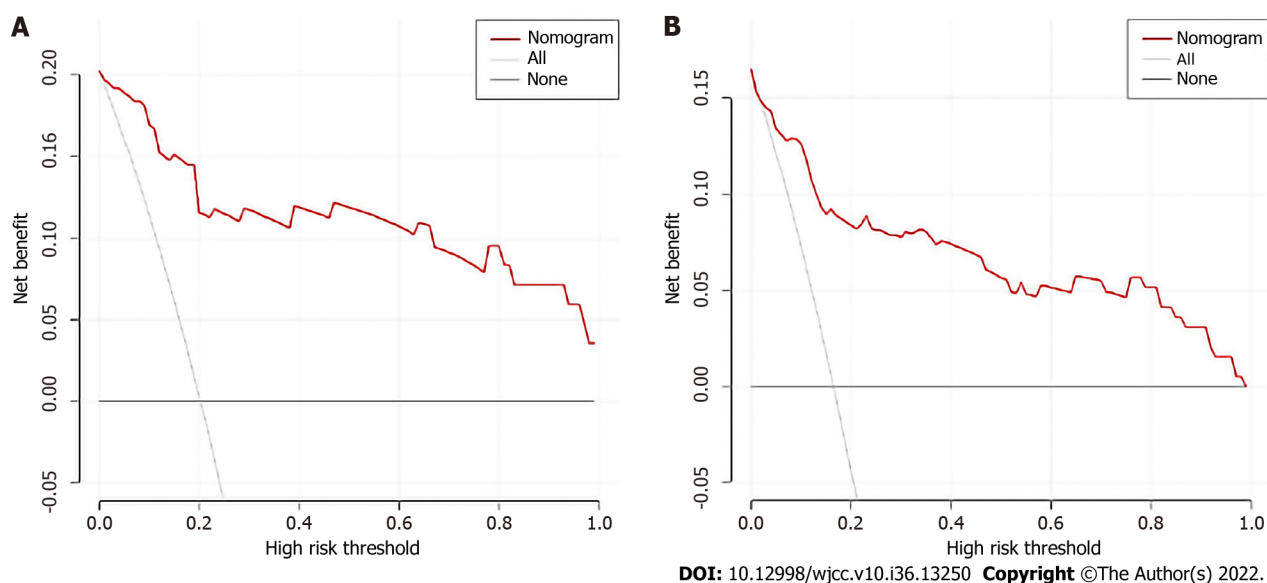 A
Nomogram
All
None
Net benefit
0.20
0.16
0.10
0.05
0.00
-0.05
0.0 0.2 0.4 0.6 0.8 1.0
High risk threshold
B
Nomogram
All
None
Net benefit
0.15
0.10
0.05
0.00
-0.05
0.0 0.2 0.4 0.6 0.8 1.0
High risk threshold
DOI: 10.12998/wjcc.v10.i36.13250 Copyright ©The Author(s) 2022.